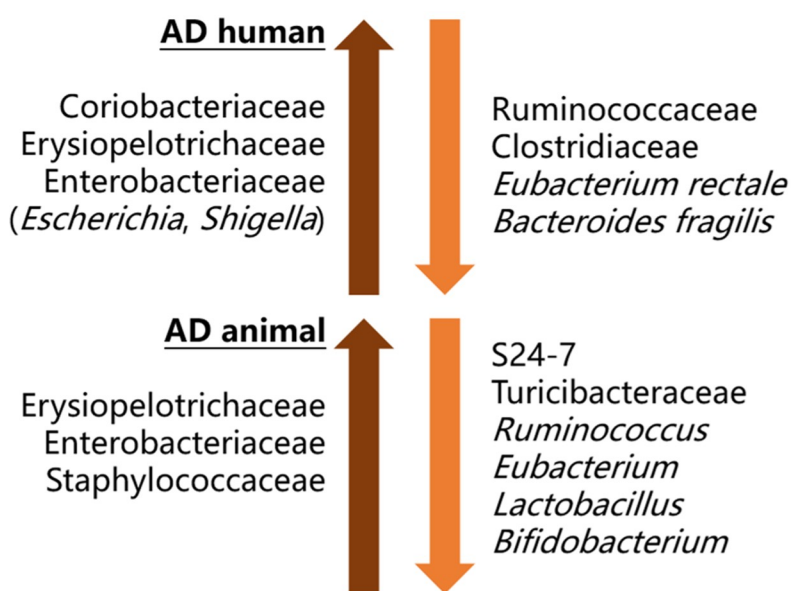 AD human
Coriobacteriaceae
Erysiopelotrichaceae
Enterobacteriaceae
(Escherichia, Shigella)
Ruminococcaceae
Clostridiaceae
Eubacterium rectale
Bacteroides fragilis
AD animal
Erysiopelotrichaceae
Enterobacteriaceae
Staphylococcaceae
S24-7
Turicibacteraceae
Ruminococcus
Eubacterium
Lactobacillus
Bifidobacterium